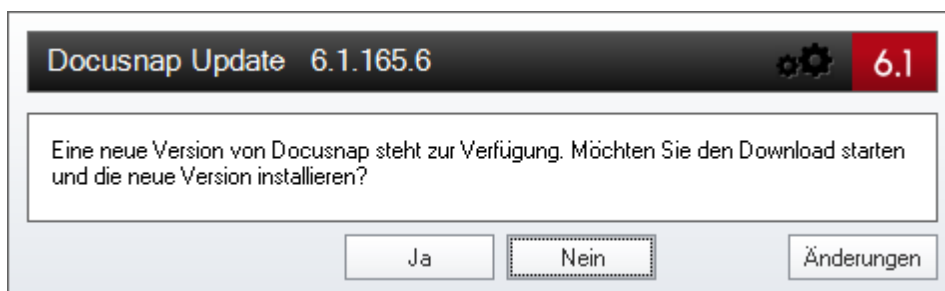 Docusnap Update 6.1.165.6 6.1
Eine neue Version von Docusnap steht zur Verfügung. Möchten Sie den Download starten
und die neue Version installieren?
Ja Nein Änderungen